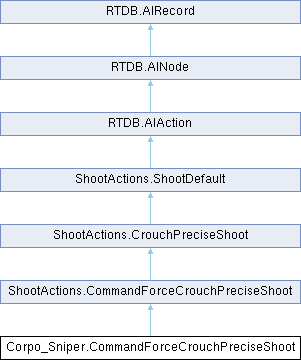 RTDB.AIRecord
RTDB.AINode
RTDB.AIAction
ShootActions.ShootDefault
ShootActions.CrouchPreciseShoot
ShootActions.CommandForceCrouchPreciseShoot
Corpo_Sniper.CommandForceCrouchPreciseShoot